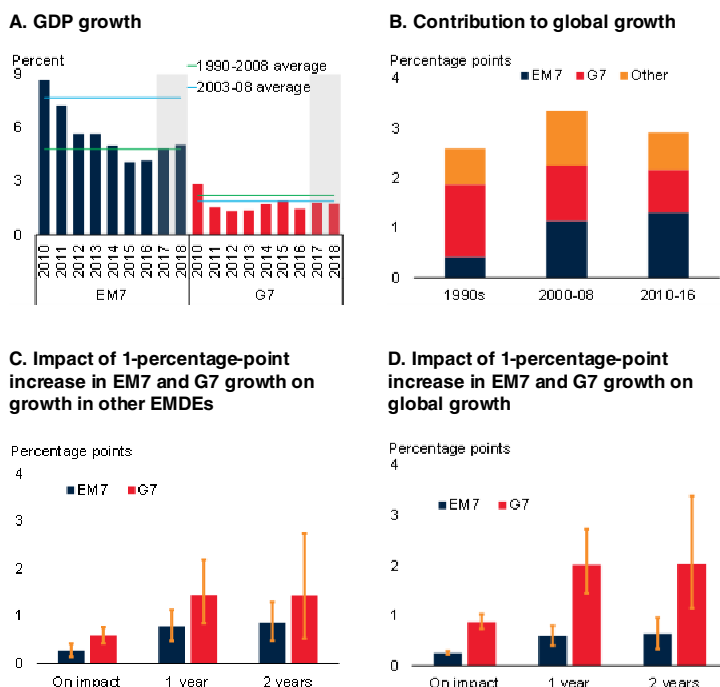 A. GDP growth
Percent
1990-2008 average
2003-08 average
9
6
3
0
2010 2011 2012 2013 2014 2015 2016 2017 2018 2010 2011 2012 2013 2014 2015 2016 2017 2018
EM7 G7
B. Contribution to global growth
Percentage points
EM7 G7 Other
4
3
2
1
0
1990s 2000-08 2010-16
C. Impact of 1-percentage-point
increase in EM7 and G7 growth on
growth in other EMDEs
Percentage points
4
EM7 G7
3
2
1
0
On impact 1 year 2 years
D. Impact of 1-percentage-point
increase in EM7 and G7 growth on
global growth
Percentage points
4
EM7 G7
3
2
1
0
On impact 1 year 2 years